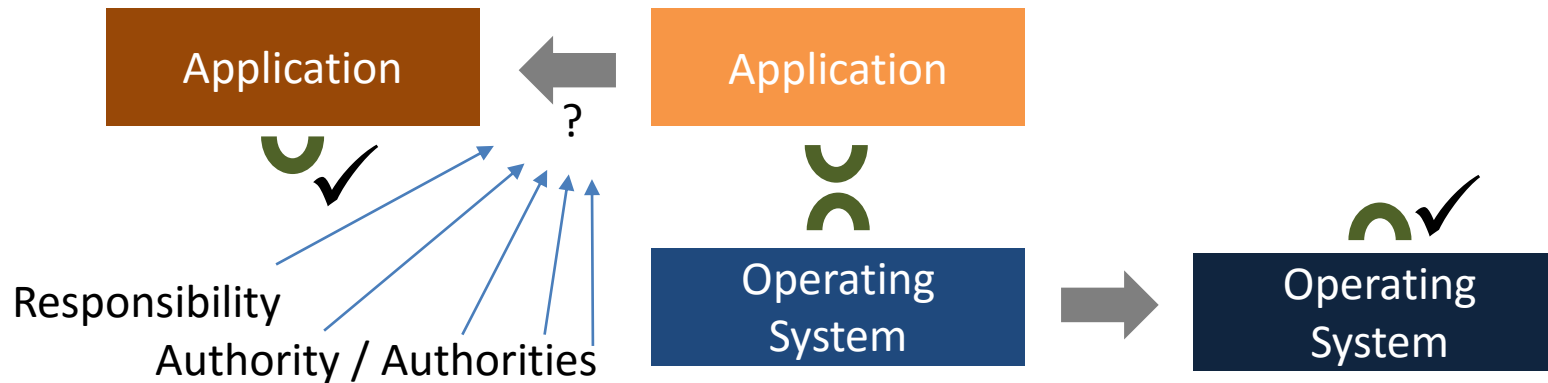 Application
Application
?
Operating
System
Operating
System
Responsibility
Authority / Authorities